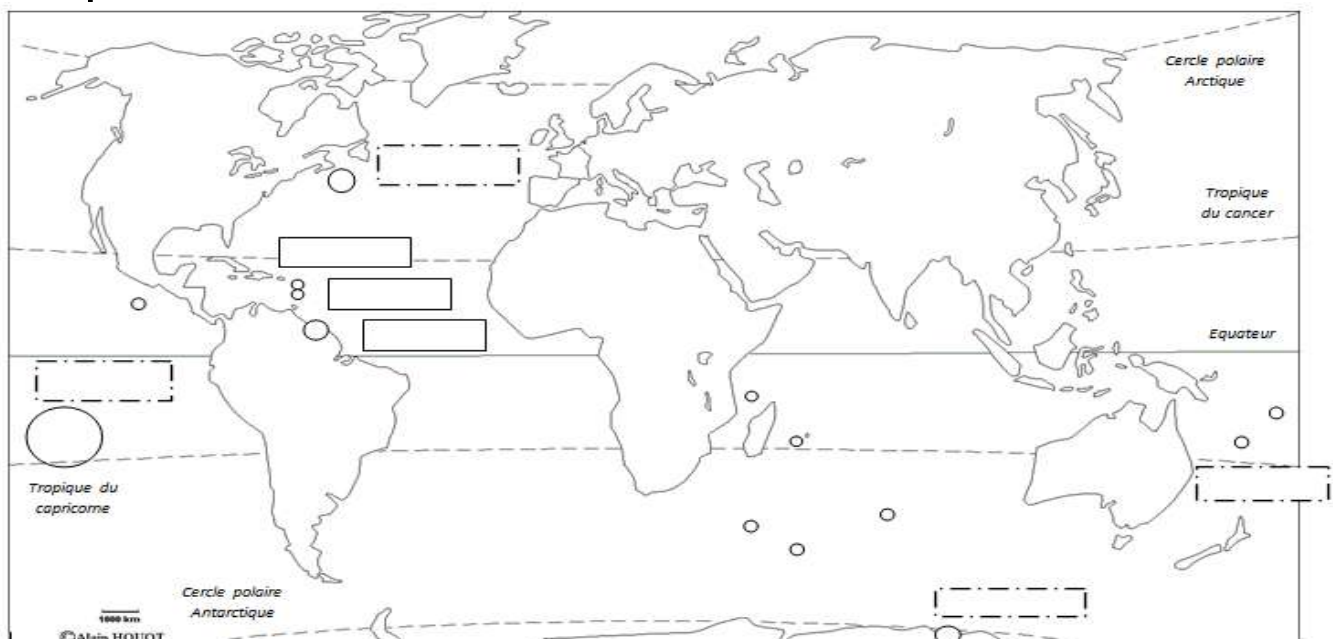 Cercle polaire
Arctique
Tropique
du cancer
Equateur
Tropique du
capricorne
Cercle polaire
Antarctique
1000 km
©Alain HOUOT